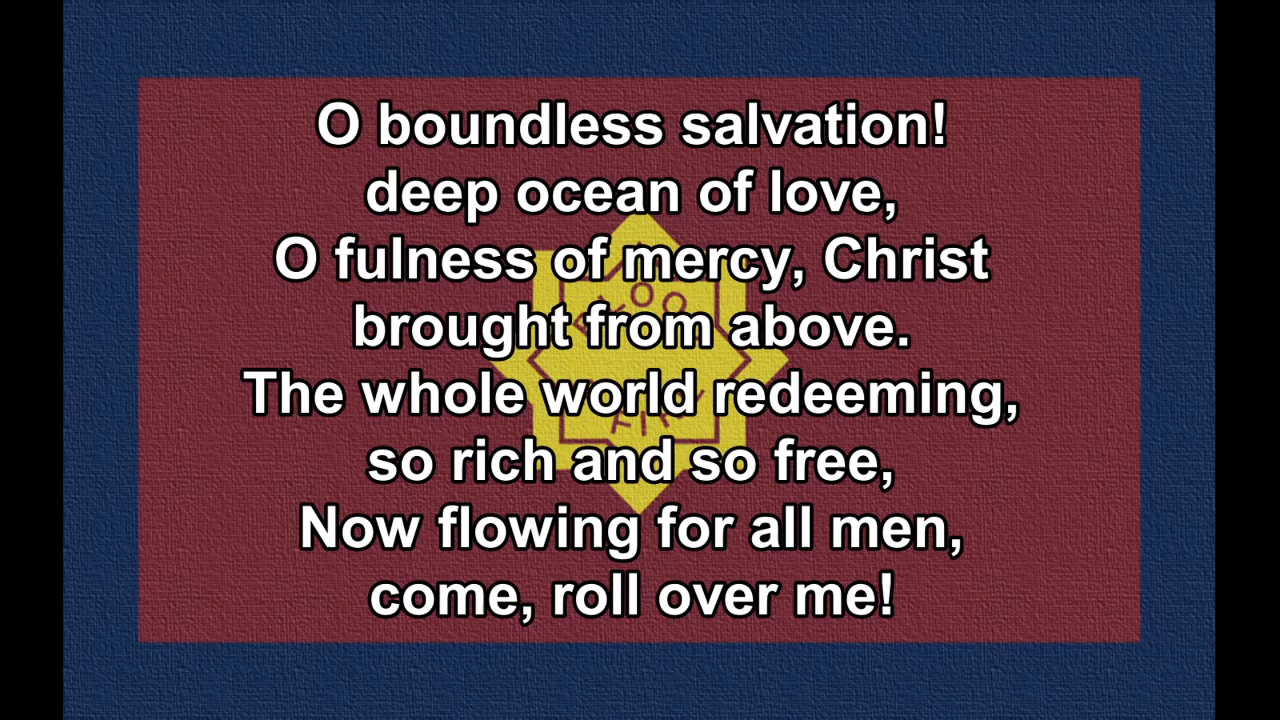 O boundless salvation!
deep ocean of love,
O fulness of mercy, Christ
brought from above.
The whole world redeeming,
so rich and so free,
Now flowing for all men,
come, roll over me!